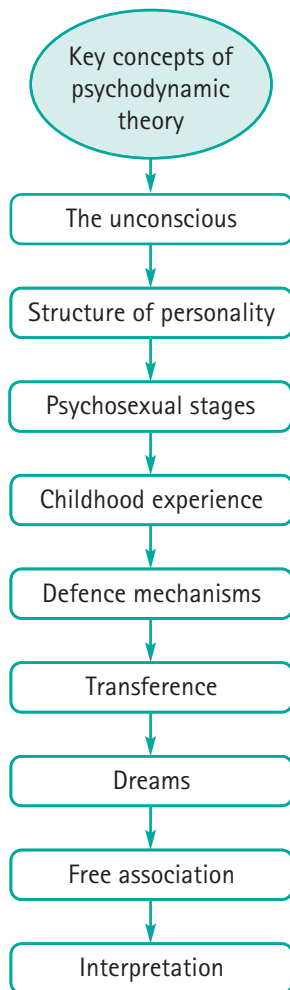 Key concepts of
psychodynamic
theory
The unconscious
Structure of personality
Psychosexual stages
Childhood experience
Defence mechanisms
Transference
Dreams
Free association
Interpretation